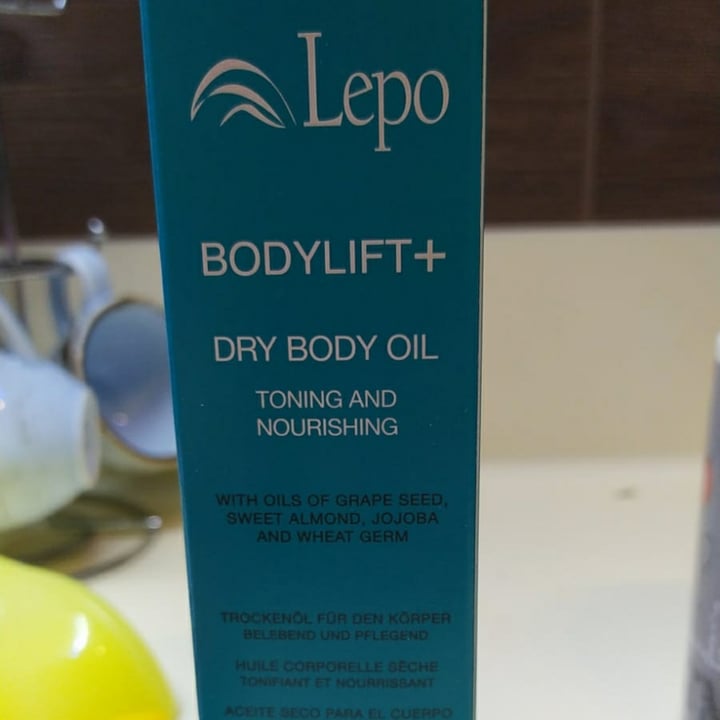 Lepo
BODYLIFT+
DRY BODY OIL
TONING AND
NOURISHING
WITH OILS OF GRAPE SEED,
SWEET ALMOND, JOJOBA
AND WHEAT GERM
TROCKENÖL FÜR DEN KÖRPER
BELEBEND UND PFLEGEND
HUILE CORPORELLE SÈCHE
TONIFIANT ET NOURRISSANT
ACEITE SECO PARA EL CUERPO